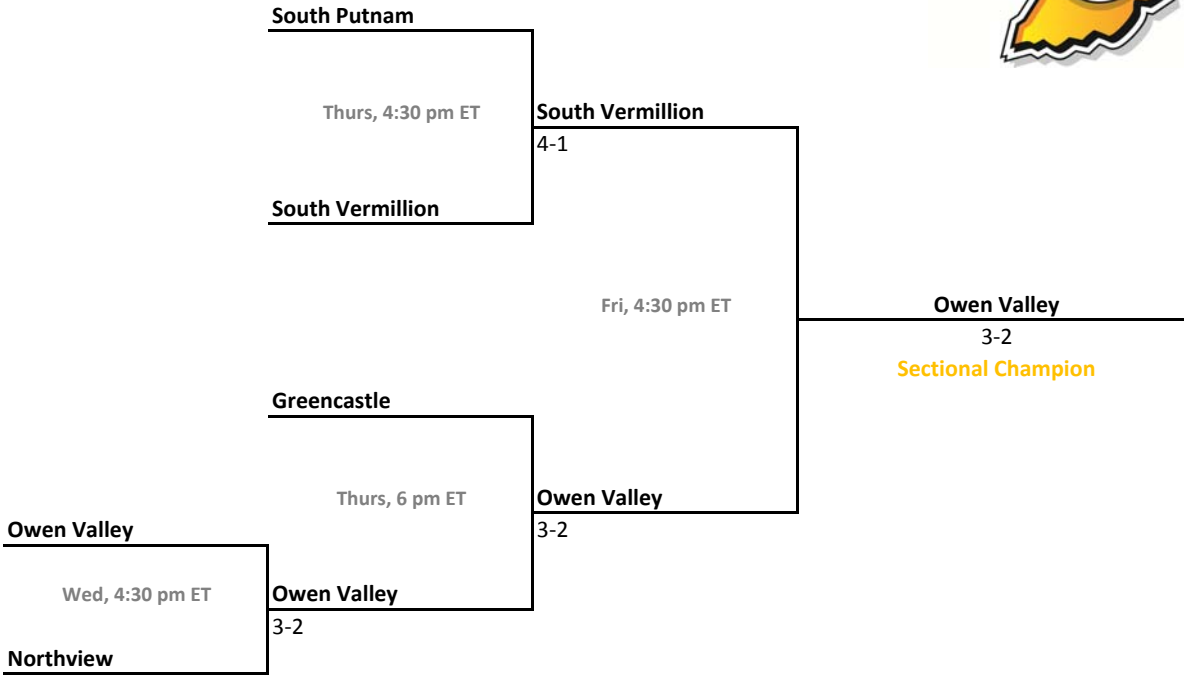 South Putnam
Thurs, 4:30 pm ET
South Vermillion
4-1
South Vermillion
Fri, 4:30 pm ET
Owen Valley
3-2
Sectional Champion
Greencastle
Thurs, 6 pm ET
Owen Valley
3-2
Owen Valley
Wed, 4:30 pm ET
Owen Valley
3-2
Northview